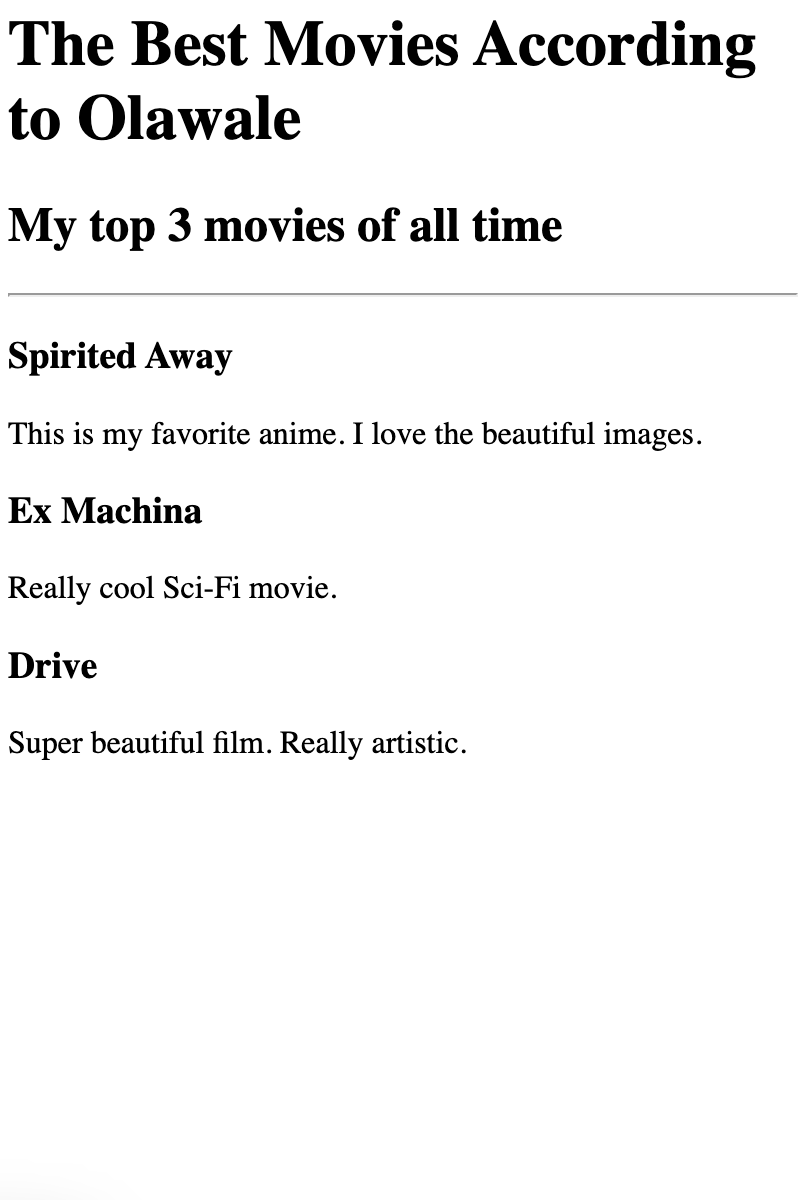 The Best Movies According
to Olawale
My top 3 movies of all time
Spirited Away
This is my favorite anime. I love the beautiful images.
Ex Machina
Really cool Sci-Fi movie.
Drive
Super beautiful film. Really artistic.